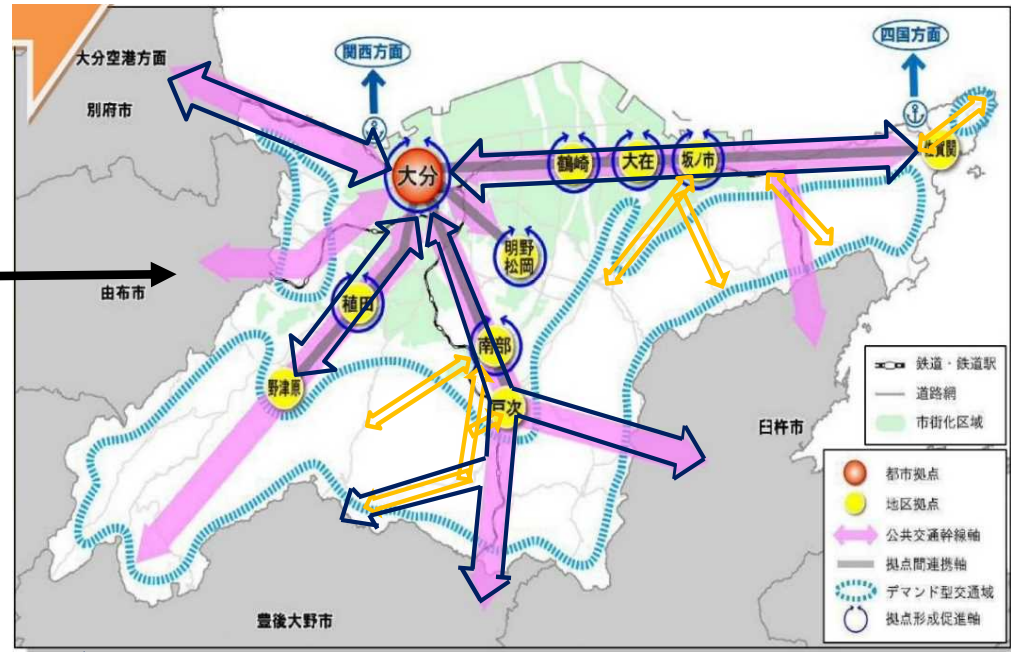 大分空港方面
関西方面
四国方面
別府市
大分
鶴崎
大在
坂ノ市
佐賀関
明野
松岡
由布市
稙田
南部
野津原
戸次
臼杵市
豊後大野市
鉄道・鉄道駅
道路網
市街化区域
都市拠点
地区拠点
公共交通幹線軸
拠点間連携軸
デマンド型交通域
拠点形成促進軸